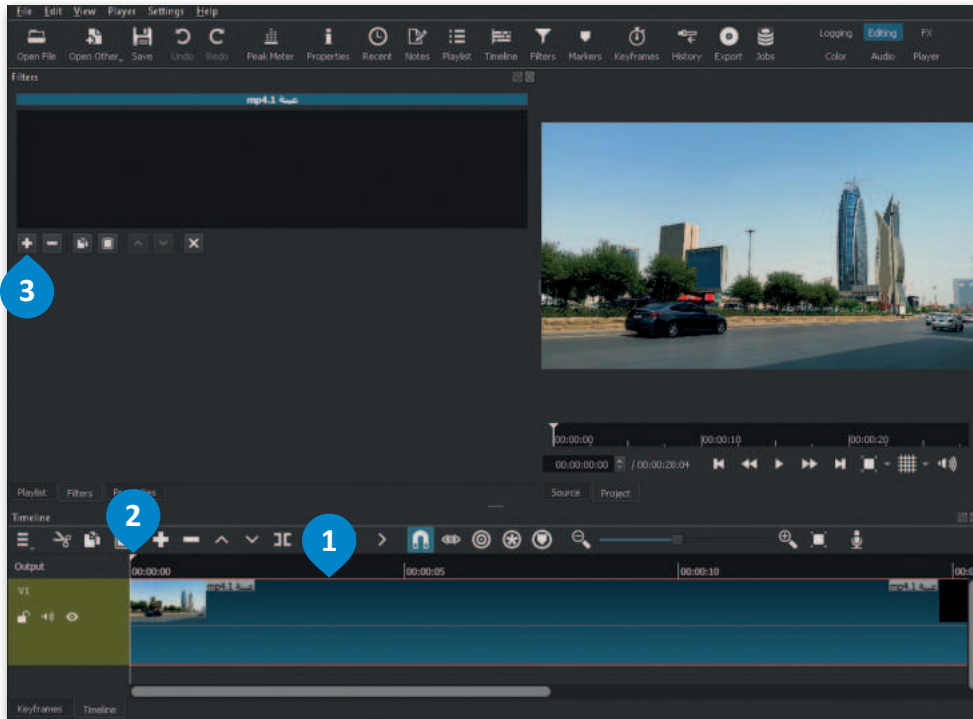 File Edit View Player Settings Help
Open File Open Other... Save Undo Redo Peak Meter Properties Recent Notes Playlist Timeline Filters Markers Keyframes History Export Jobs
Logging Editing FX
Color Audio Player
Filters
عينة 1.mp4
3
00:00:00 00:00:10 00:00:20
00:00:00:00 / 00:00:28:04
Playlist Filters Properties
Source Project
Timeline
2
1
Output
00:00:00 00:00:05 00:00:10
V1
عينة 1.mp4 عينة 1.mp4
Keyframes Timeline